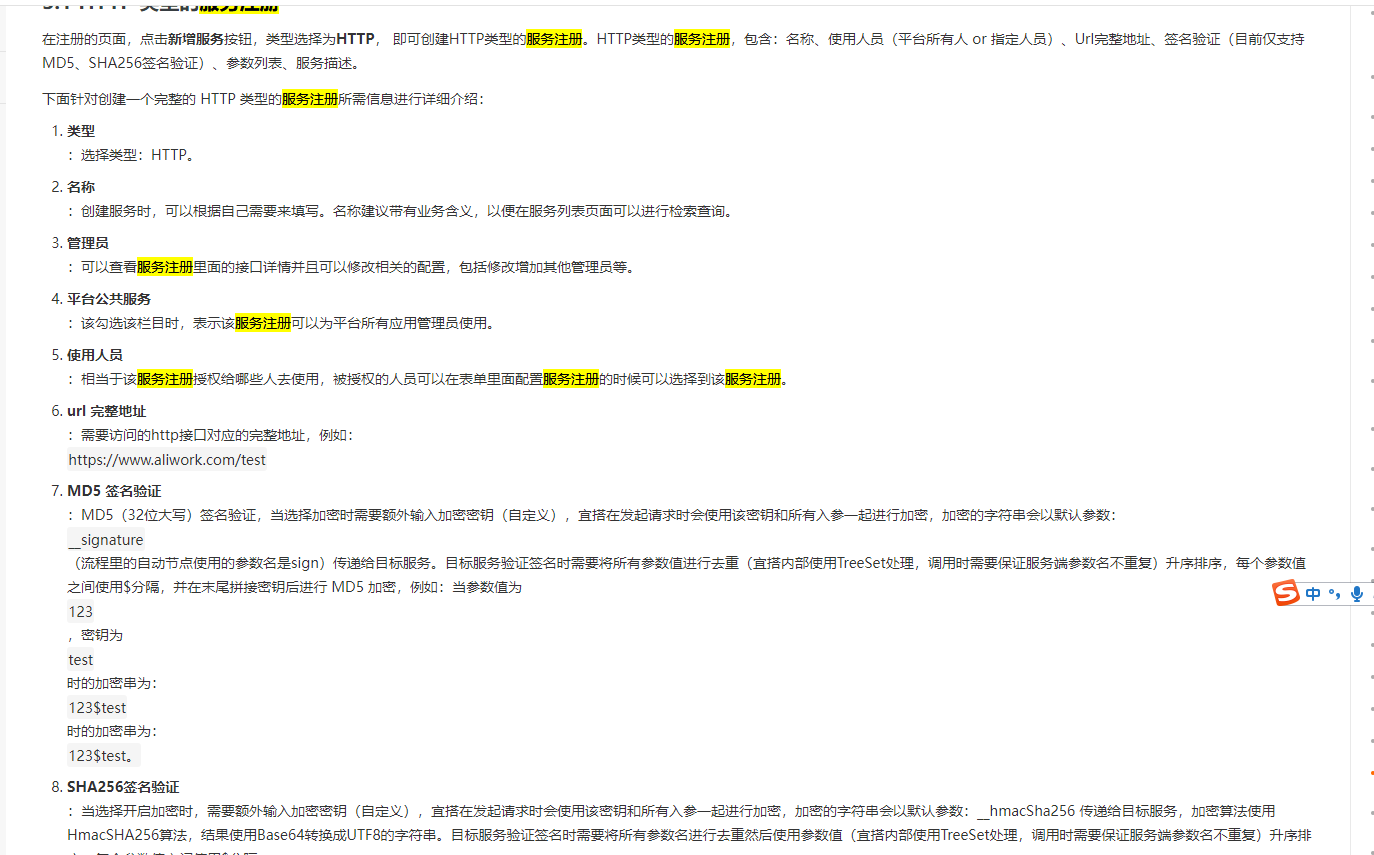 3.1 HTTP 类型的服务注册
在注册的页面，点击新增服务按钮，类型选择为HTTP， 即可创建HTTP类型的服务注册。HTTP类型的服务注册，包含：名称、使用人员（平台所有人 or 指定人员）、Url完整地址、签名验证（目前仅支持
MD5、SHA256签名验证）、参数列表、服务描述。
下面针对创建一个完整的 HTTP 类型的服务注册所需信息进行详细介绍：
1. 类型
：选择类型：HTTP。
2. 名称
：创建服务时，可以根据自己需要来填写。名称建议带有业务含义，以便在服务列表页面可以进行检索查询。
3. 管理员
：可以查看服务注册里面的接口详情并且可以修改相关的配置，包括修改增加其他管理员等。
4. 平台公共服务
：该勾选该栏目时，表示该服务注册可以为平台所有应用管理员使用。
5. 使用人员
：相当于该服务注册授权给哪些人去使用，被授权的人员可以在表单里面配置服务注册的时候可以选择到该服务注册。
6. url 完整地址
：需要访问的http接口对应的完整地址，例如：
https://www.aliwork.com/test
7. MD5 签名验证
：MD5（32位大写）签名验证，当选择加密时需要额外输入加密密钥（自定义），宜搭在发起请求时会使用该密钥和所有入参一起进行加密，加密的字符串会以默认参数：
__signature
（流程里的自动节点使用的参数名是sign）传递给目标服务。目标服务验证签名时需要将所有参数值进行去重（宜搭内部使用TreeSet处理，调用时需要保证服务端参数名不重复）升序排序，每个参数值
之间使用$分隔，并在末尾拼接密钥后进行 MD5 加密，例如：当参数值为
123
，密钥为
test
时的加密串为：
123$test
时的加密串为：
123$test。
8. SHA256签名验证
：当选择开启加密时，需要额外输入加密密钥（自定义），宜搭在发起请求时会使用该密钥和所有入参一起进行加密，加密的字符串会以默认参数：__hmacSha256 传递给目标服务，加密算法使用
HmacSHA256算法，结果使用Base64转换成UTF8的字符串。目标服务验证签名时需要将所有参数名进行去重然后使用参数值（宜搭内部使用TreeSet处理，调用时需要保证服务端参数名不重复）升序排
中